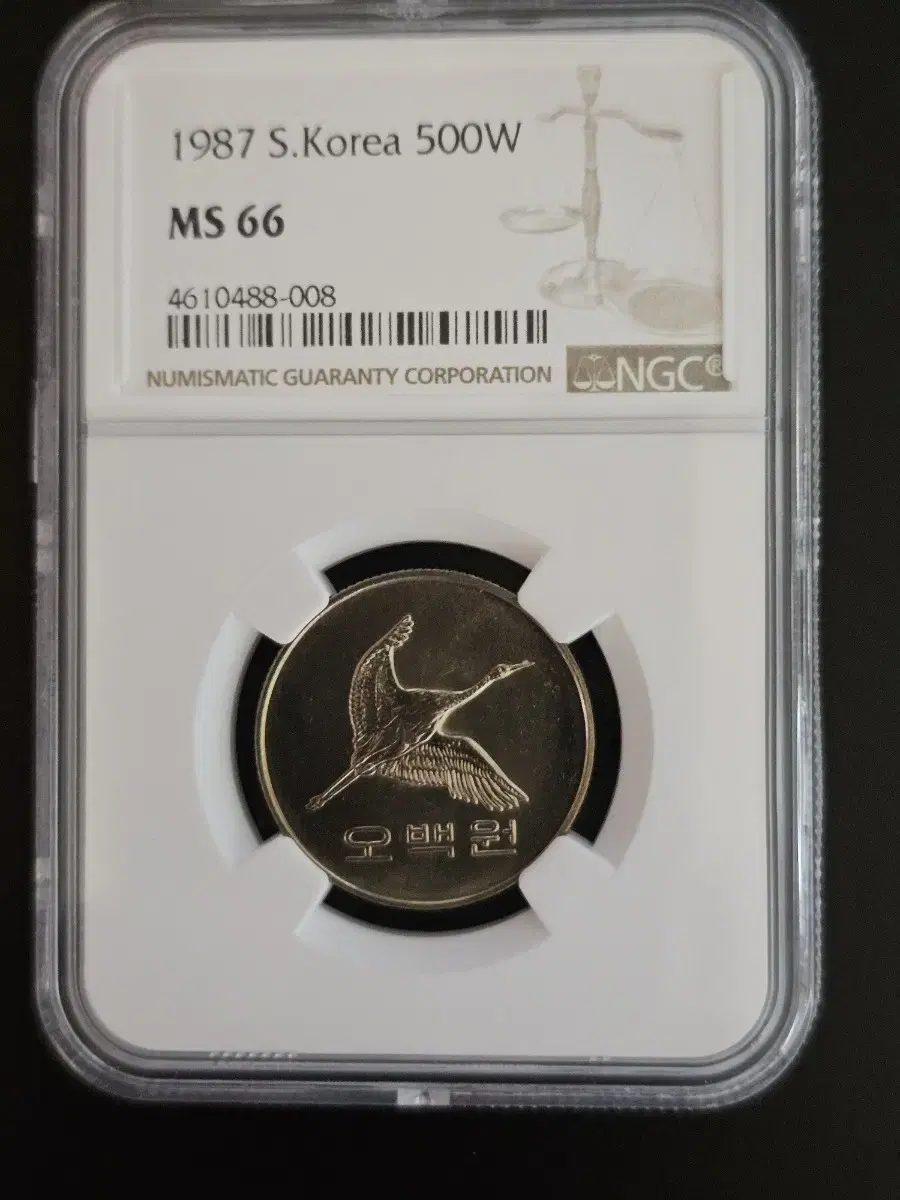 1987 S.Korea 500W
MS 66
4610488-008
NUMISMATIC GUARANTY CORPORATION NGC®
오백원